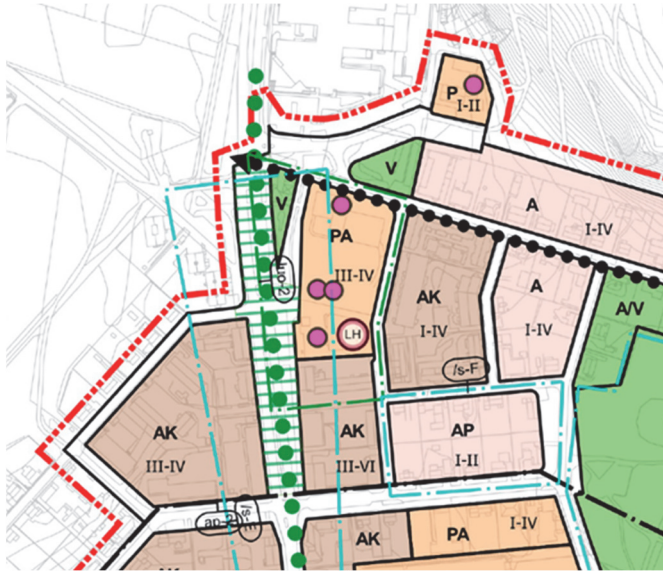 P
I-II
V
V
A
I-IV
PA
III-IV
LH
AK
I-IV
A
I-IV
A/V
/s-F
AK
III-IV
AK
III-VI
AP
I-II
AK
PA
I-IV